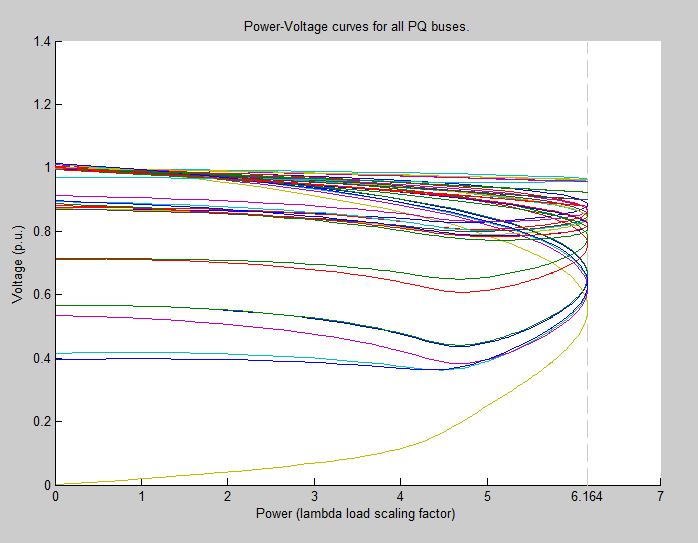 Power-Voltage curves for all PQ buses.
1.4
1.2
1
0.8
0.6
0.4
0.2
0
Voltage (p.u.)
0 1 2 3 4 5 6.164 7
Power (lambda load scaling factor)